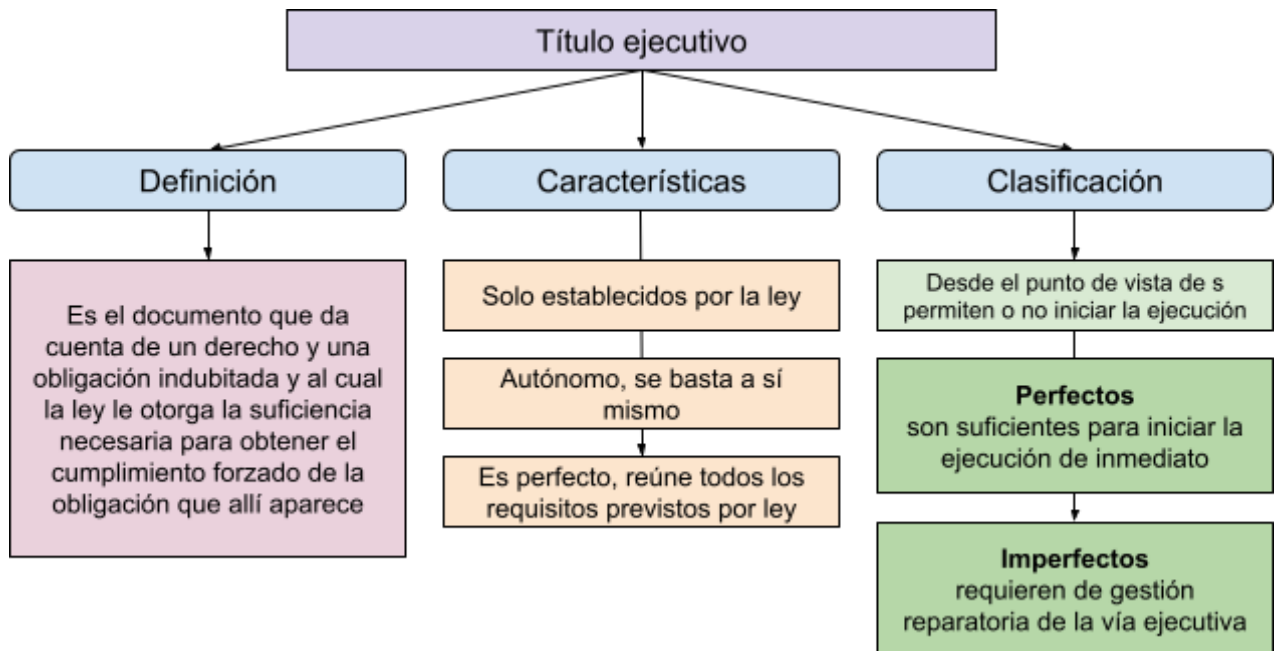 Título ejecutivo
Definición
Es el documento que da
cuenta de un derecho y una
obligación indubitada y al cual
la ley le otorga la suficiencia
necesaria para obtener el
cumplimiento forzado de la
obligación que allí aparece
Características
Solo establecidos por la ley
Autónomo, se basta a sí
mismo
Es perfecto, reúne todos los
requisitos previstos por ley
Clasificación
Desde el punto de vista de s
permiten o no iniciar la ejecución
Perfectos
son suficientes para iniciar la
ejecución de inmediato
Imperfectos
requieren de gestión
reparatoria de la vía ejecutiva